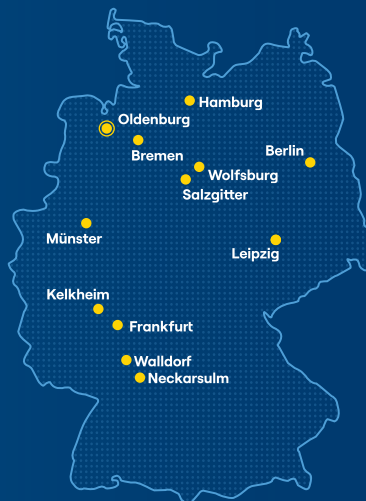 Hamburg
Oldenburg
Bremen
Berlin
Wolfsburg
Salzgitter
Münster
Leipzig
Kelkheim
Frankfurt
Walldorf
Neckarsulm